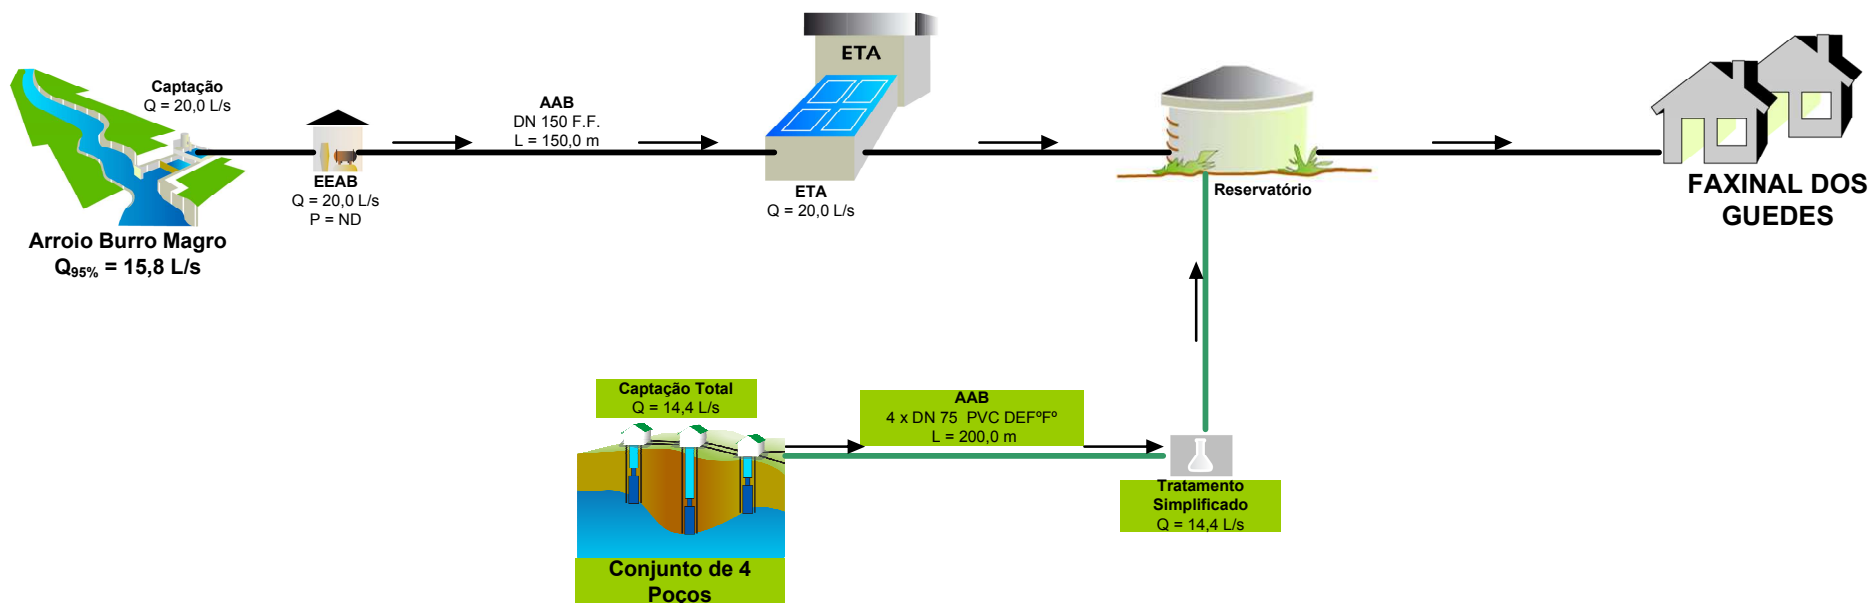 Captação
Q = 20,0 L/s
Arroio Burro Magro
Q95% = 15,8 L/s
EEAB
Q = 20,0 L/s
P = ND
AAB
DN 150 F.F.
L = 150,0 m
ETA
ETA
Q = 20,0 L/s
Reservatório
FAXINAL DOS
GUEDES
Captação Total
Q = 14,4 L/s
Conjunto de 4
Poços
AAB
4 x DN 75 PVC DEFºFº
L = 200,0 m
Tratamento
Simplificado
Q = 14,4 L/s